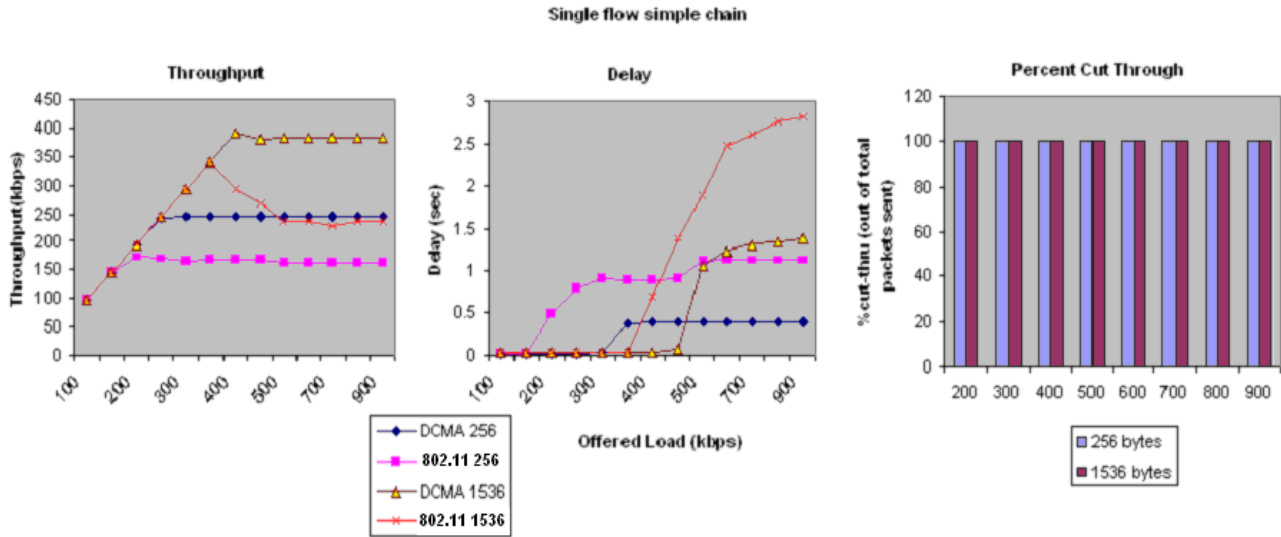 Single flow simple chain
Throughput
Throughput (kbps)
450
400
350
300
250
200
150
100
50
0
100
200
300
400
500
700
900
Delay
Delay (sec)
3
2.5
2
1.5
1
0.5
0
100
200
300
400
500
700
900
Offered Load (kbps)
DCMA 256
802.11 256
DCMA 1536
802.11 1536
Percent Cut Through
% cut-thru (out of total
packets sent)
120
100
80
60
40
20
0
200 300 400 500 600 700 800 900
256 bytes
1536 bytes